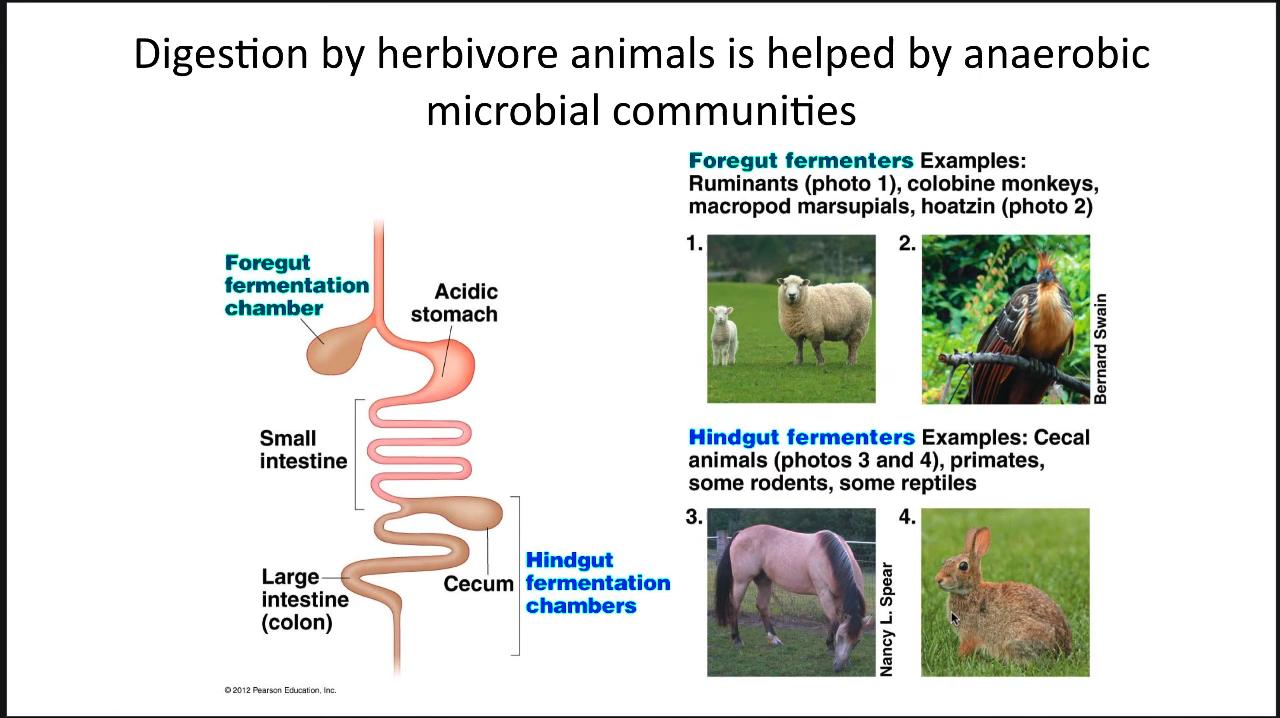 Digestion by herbivore animals is helped by anaerobic
microbial communities
Foregut
fermentation
chamber
Acidic
stomach
Small
intestine
Large
intestine
(colon)
Cecum
Hindgut
fermentation
chambers
© 2012 Pearson Education, Inc.
Foregut fermenters Examples:
Ruminants (photo 1), colobine monkeys,
macropod marsupials, hoatzin (photo 2)
1.
2.
Bernard Swain
Hindgut fermenters Examples: Cecal
animals (photos 3 and 4), primates,
some rodents, some reptiles
3.
Nancy L. Spear
4.